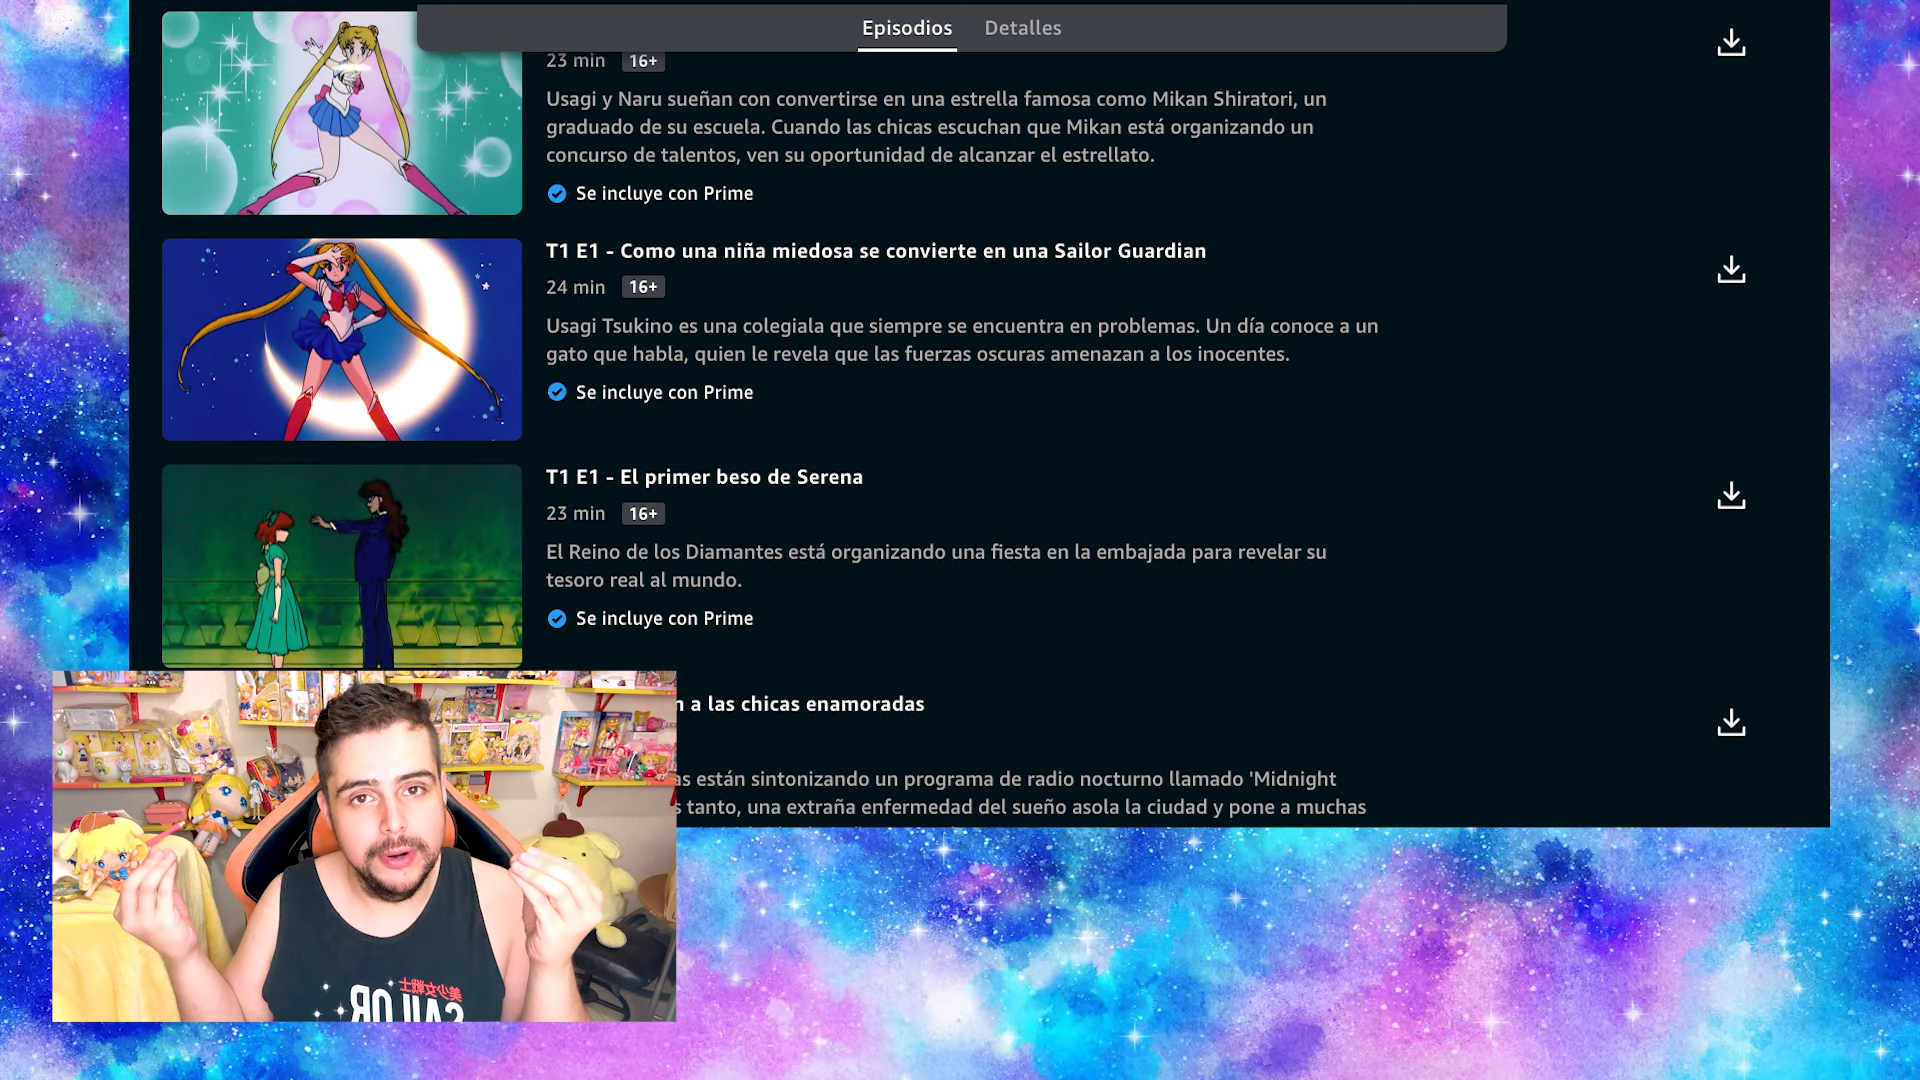 Episodios
Detalles
23 min 16+
Usagi y Naru sueñan con convertirse en una estrella famosa como Mikan Shiratori, un
graduado de su escuela. Cuando las chicas escuchan que Mikan está organizando un
concurso de talentos, ven su oportunidad de alcanzar el estrellato.
Se incluye con Prime
T1 E1 - Como una niña miedosa se convierte en una Sailor Guardian
24 min 16+
Usagi Tsukino es una colegiala que siempre se encuentra en problemas. Un día conoce a un
gato que habla, quien le revela que las fuerzas oscuras amenazan a los inocentes.
Se incluye con Prime
T1 E1 - El primer beso de Serena
23 min 16+
El Reino de los Diamantes está organizando una fiesta en la embajada para revelar su
tesoro real al mundo.
Se incluye con Prime
a las chicas enamoradas
están sintonizando un programa de radio nocturno llamado 'Midnight
tanto, una extraña enfermedad del sueño asola la ciudad y pone a muchas
美少女戦士
SAILOR